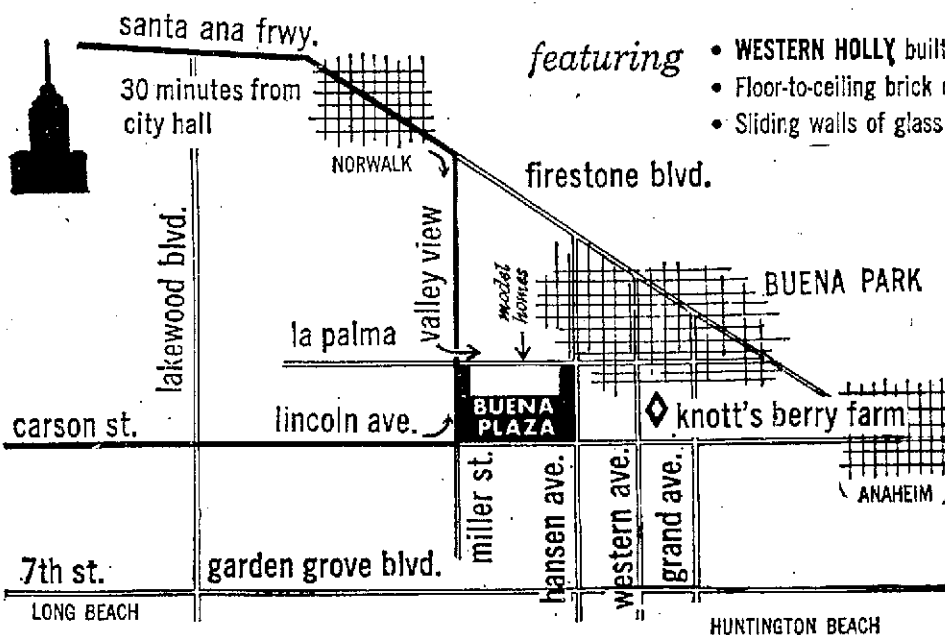 santa ana frwy.
featuring
• WESTERN HOLLY built
• Floor-to-ceiling brick
• Sliding walls of glass
30 minutes from
city hall
NORWALK
firestone blvd.
lakewood blvd.
valley view
model
homes
BUENA PARK
la palma
lincoln ave.
BUENA
PLAZA
knott's berry farm
carson st.
miller st.
hansen ave.
western ave.
grand ave.
ANAHEIM
7th st.
garden grove blvd.
LONG BEACH
HUNTINGTON BEACH